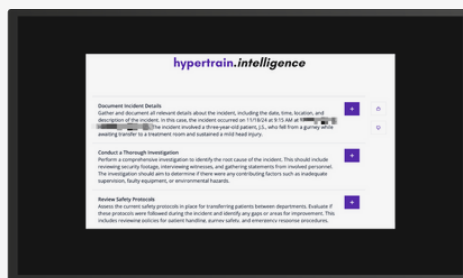 hypertrain.intelligence
Document Incident Details
Gather and document all relevant details about the incident, including the date, time, location, and
description of the incident. In this case, the incident occurred on 11/18/24 at 9:15 AM at
The incident involved a three-year-old patient, J.S., who fell from a gurney while
awaiting transfer to a treatment room and sustained a mild head injury.
Conduct a Thorough Investigation
Perform a comprehensive investigation to identify the root cause of the incident. This should include
reviewing security footage, interviewing witnesses, and gathering statements from involved personnel.
The investigation should aim to determine if there were any contributing factors such as inadequate
supervision, faulty equipment, or environmental hazards.
Review Safety Protocols
Assess the current safety protocols in place for transferring patients between departments. Evaluate if
these protocols were followed during the incident and identify any gaps or areas for improvement. This
includes reviewing policies for patient handling, gurney safety, and emergency response procedures.